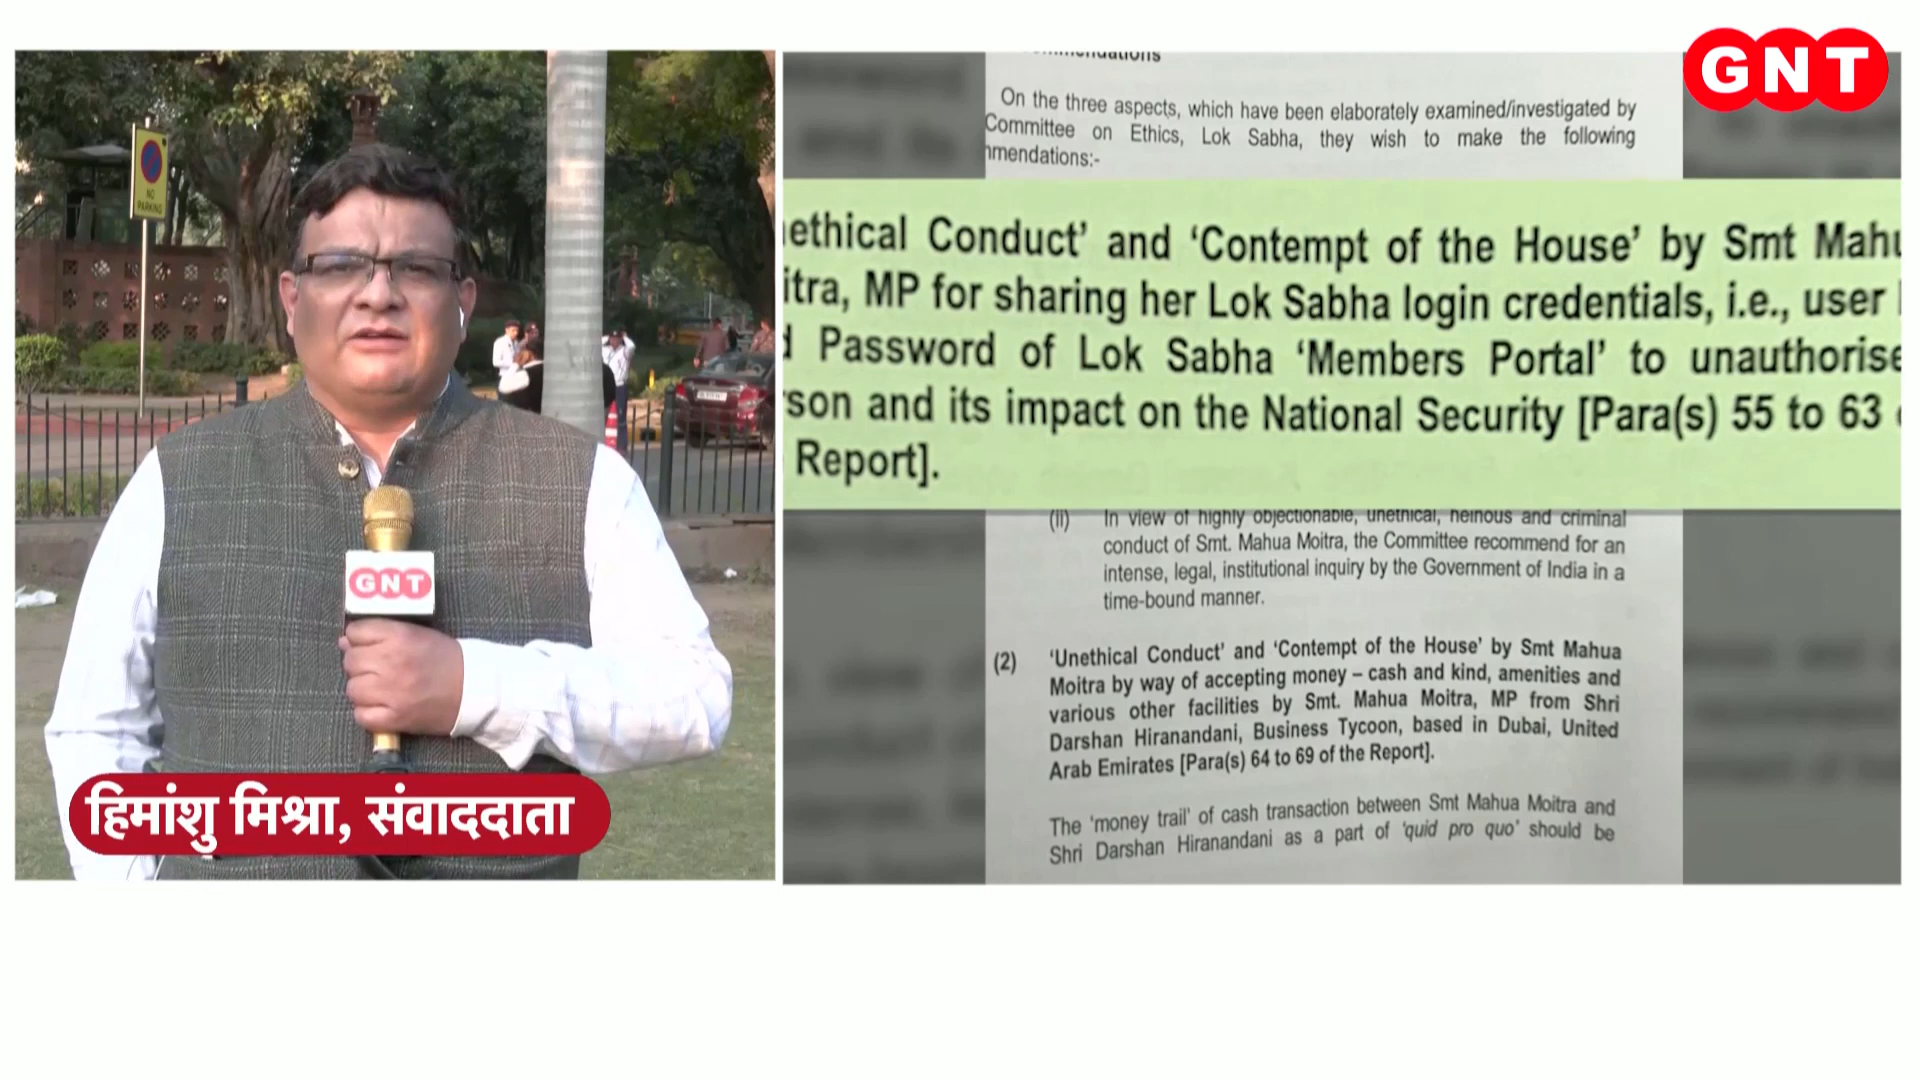 GNT
NO
PARKING
GNT
हिमांशु मिश्रा, संवाददाता
On the three aspects, which have been elaborately examined/investigated by
Committee on Ethics, Lok Sabha, they wish to make the following
mmendations:-
ethical Conduct’ and ‘Contempt of the House’ by Smt Mahu
itra, MP for sharing her Lok Sabha login credentials, i.e., user
d Password of Lok Sabha ‘Members Portal’ to unauthorise
son and its impact on the National Security [Para(s) 55 to 63
Report].
(ii) In view of highly objectionable, unethical, heinous and criminal
conduct of Smt. Mahua Moitra, the Committee recommend for an
intense, legal, institutional inquiry by the Government of India in a
time-bound manner.
(2) ‘Unethical Conduct’ and ‘Contempt of the House’ by Smt Mahua
Moitra by way of accepting money – cash and kind, amenities and
various other facilities by Smt. Mahua Moitra, MP from Shri
Darshan Hiranandani, Business Tycoon, based in Dubai, United
Arab Emirates [Para(s) 64 to 69 of the Report].
The ‘money trail’ of cash transaction between Smt Mahua Moitra and
Shri Darshan Hiranandani as a part of ‘quid pro quo’ should be